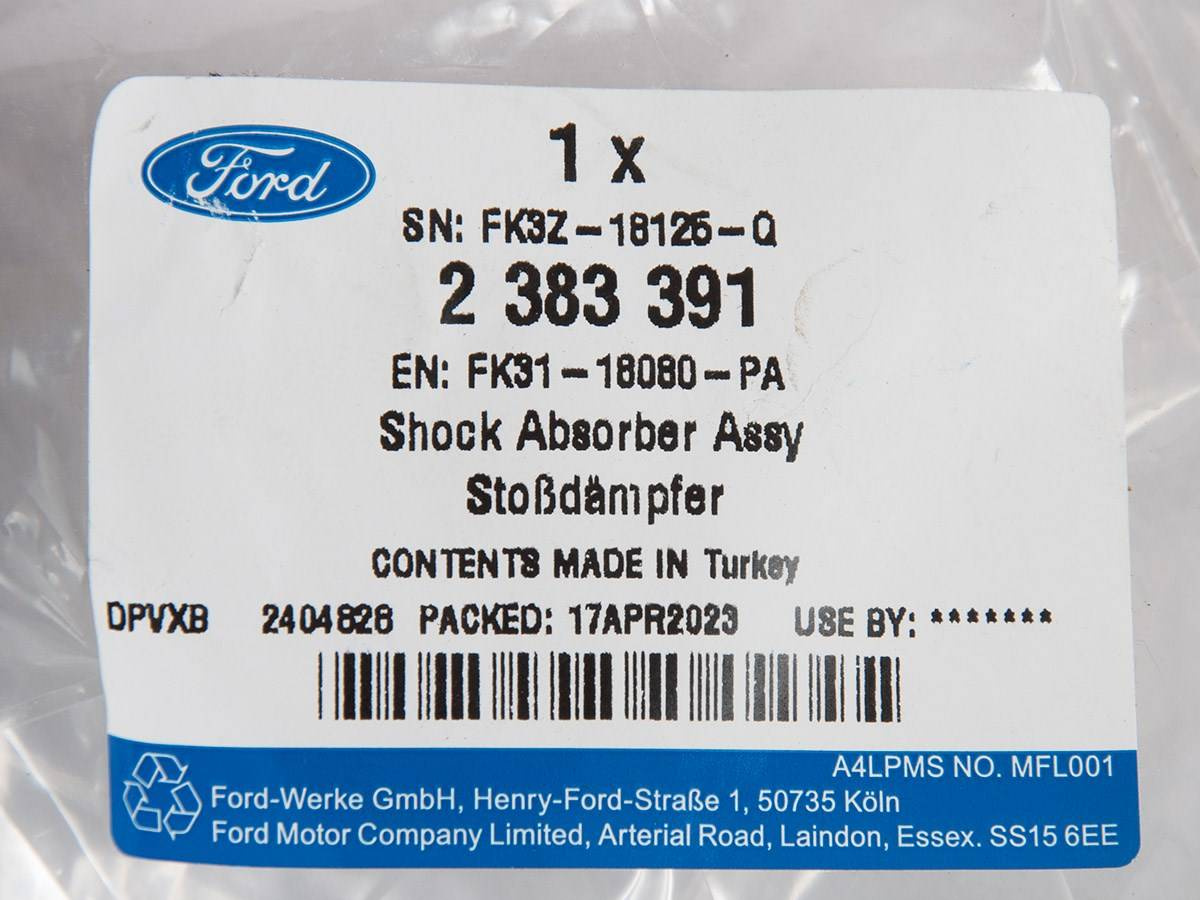 Ford
1 x
SN: FK3Z-18125-Q
2 383 391
EN: FK31-18080-PA
Shock Absorber Assy
Stoßdämpfer
CONTENTS MADE IN Turkey
DPVXB 2404828 PACKED: 17APR2023 USE BY: *******
A4LPMS NO. MFL001
Ford-Werke GmbH, Henry-Ford-Straße 1, 50735 Köln
Ford Motor Company Limited, Arterial Road, Laindon, Essex. SS15 6EE